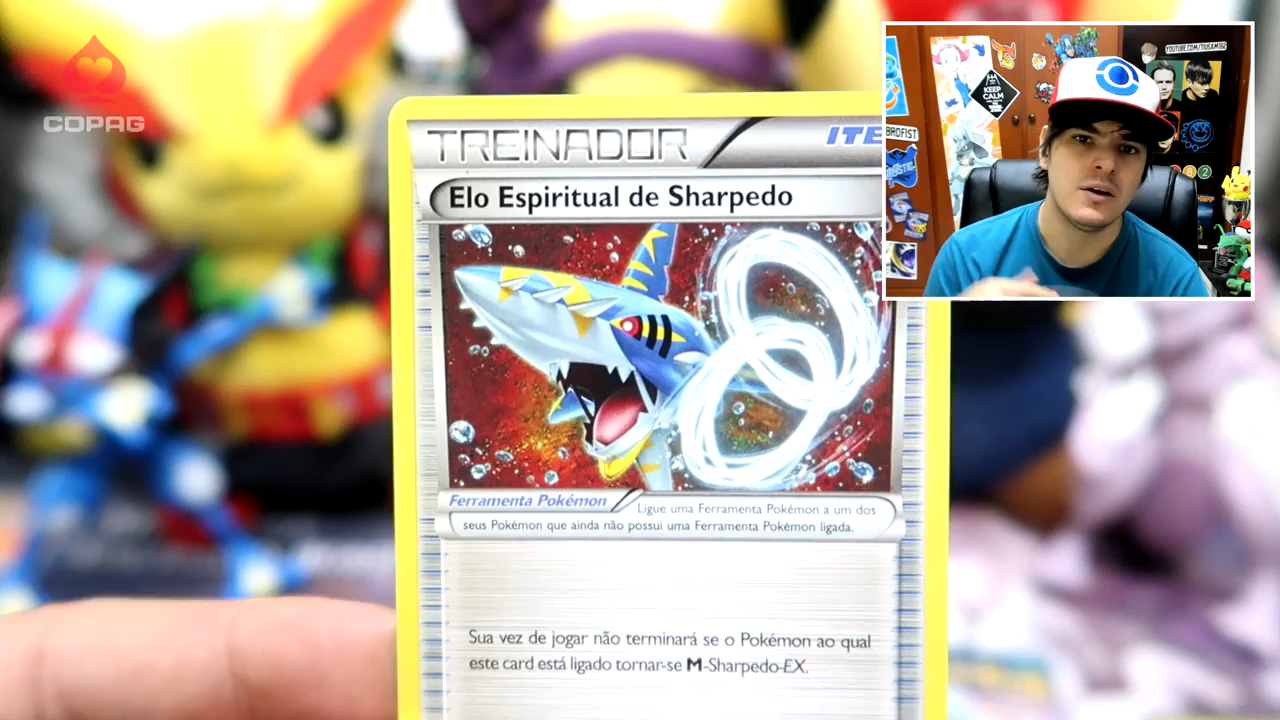 COPAG
TREINADOR
ITE
Elo Espiritual de Sharpedo
Ferramenta Pokémon
Ligue uma Ferramenta Pokémon a um dos
seus Pokémon que ainda não possui uma Ferramenta Pokémon ligada.
Sua vez de jogar não terminará se o Pokémon ao qual
este card está ligado tornar-se M-Sharpedo-EX.
YOUTUBE.COM/TIUSAM182
KEEP
CALM
BROFIST